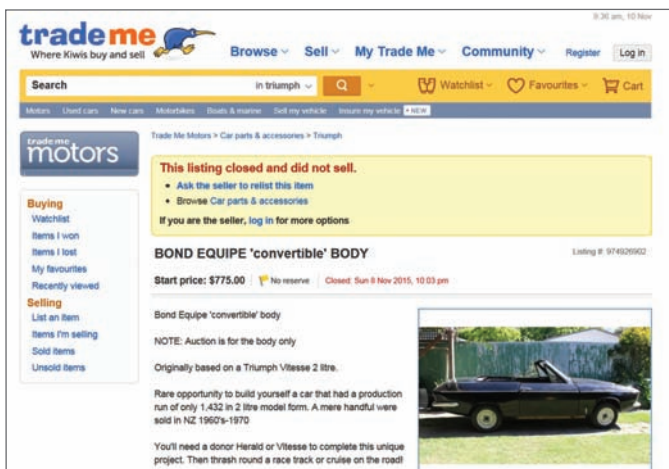 9:36 am, 10 Nov
trademe
Where Kiwis buy and sell
Browse Sell My Trade Me Community Register Log in
Search in triumph Watchlist Favourites Cart
Motors Used cars New cars Motorbikes Boats & marine Sell my vehicle Insure my vehicle • NEW
trade me
motors
Trade Me Motors > Car parts & accessories > Triumph
This listing closed and did not sell.
• Ask the seller to relist this item
• Browse Car parts & accessories
If you are the seller, log in for more options
Buying
Watchlist
Items I won
Items I lost
My favourites
Recently viewed
Selling
List an item
Items I'm selling
Sold items
Unsold items
BOND EQUIPE 'convertible' BODY Listing #: 974926902
Start price: $775.00 No reserve Closed: Sun 8 Nov 2015, 10:03 pm
Bond Equipe 'convertible' body
NOTE: Auction is for the body only
Originally based on a Triumph Vitesse 2 litre.
Rare opportunity to build yourself a car that had a production
run of only 1,432 in 2 litre model form. A mere handful were
sold in NZ 1960's-1970
You'll need a donor Herald or Vitesse to complete this unique
project. Then thrash round a race track or cruise on the road!